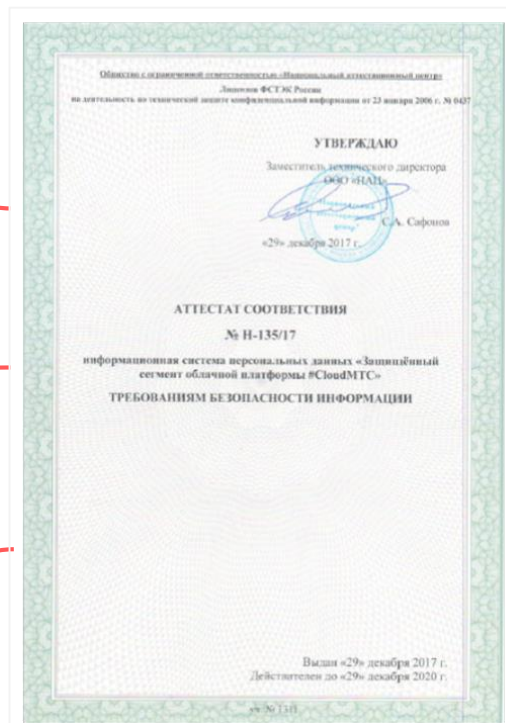 Общество с ограниченной ответственностью «Национальный аттестационный центр»
Лицензия ФСТЭК России
на деятельность по технической защите конфиденциальной информации от 23 января 2006 г. № 0437
УТВЕРЖДАЮ
Заместитель технического директора
ООО «НАЦ»
С.А. Сафонов
«29» декабря 2017 г.
АТТЕСТАТ СООТВЕТСТВИЯ
№ Н-135/17
информационная система персональных данных «Защищённый
сегмент облачной платформы #CloudМТС»
ТРЕБОВАНИЯМ БЕЗОПАСНОСТИ ИНФОРМАЦИИ
Выдан «29» декабря 2017 г.
Действителен до «29» декабря 2020 г.